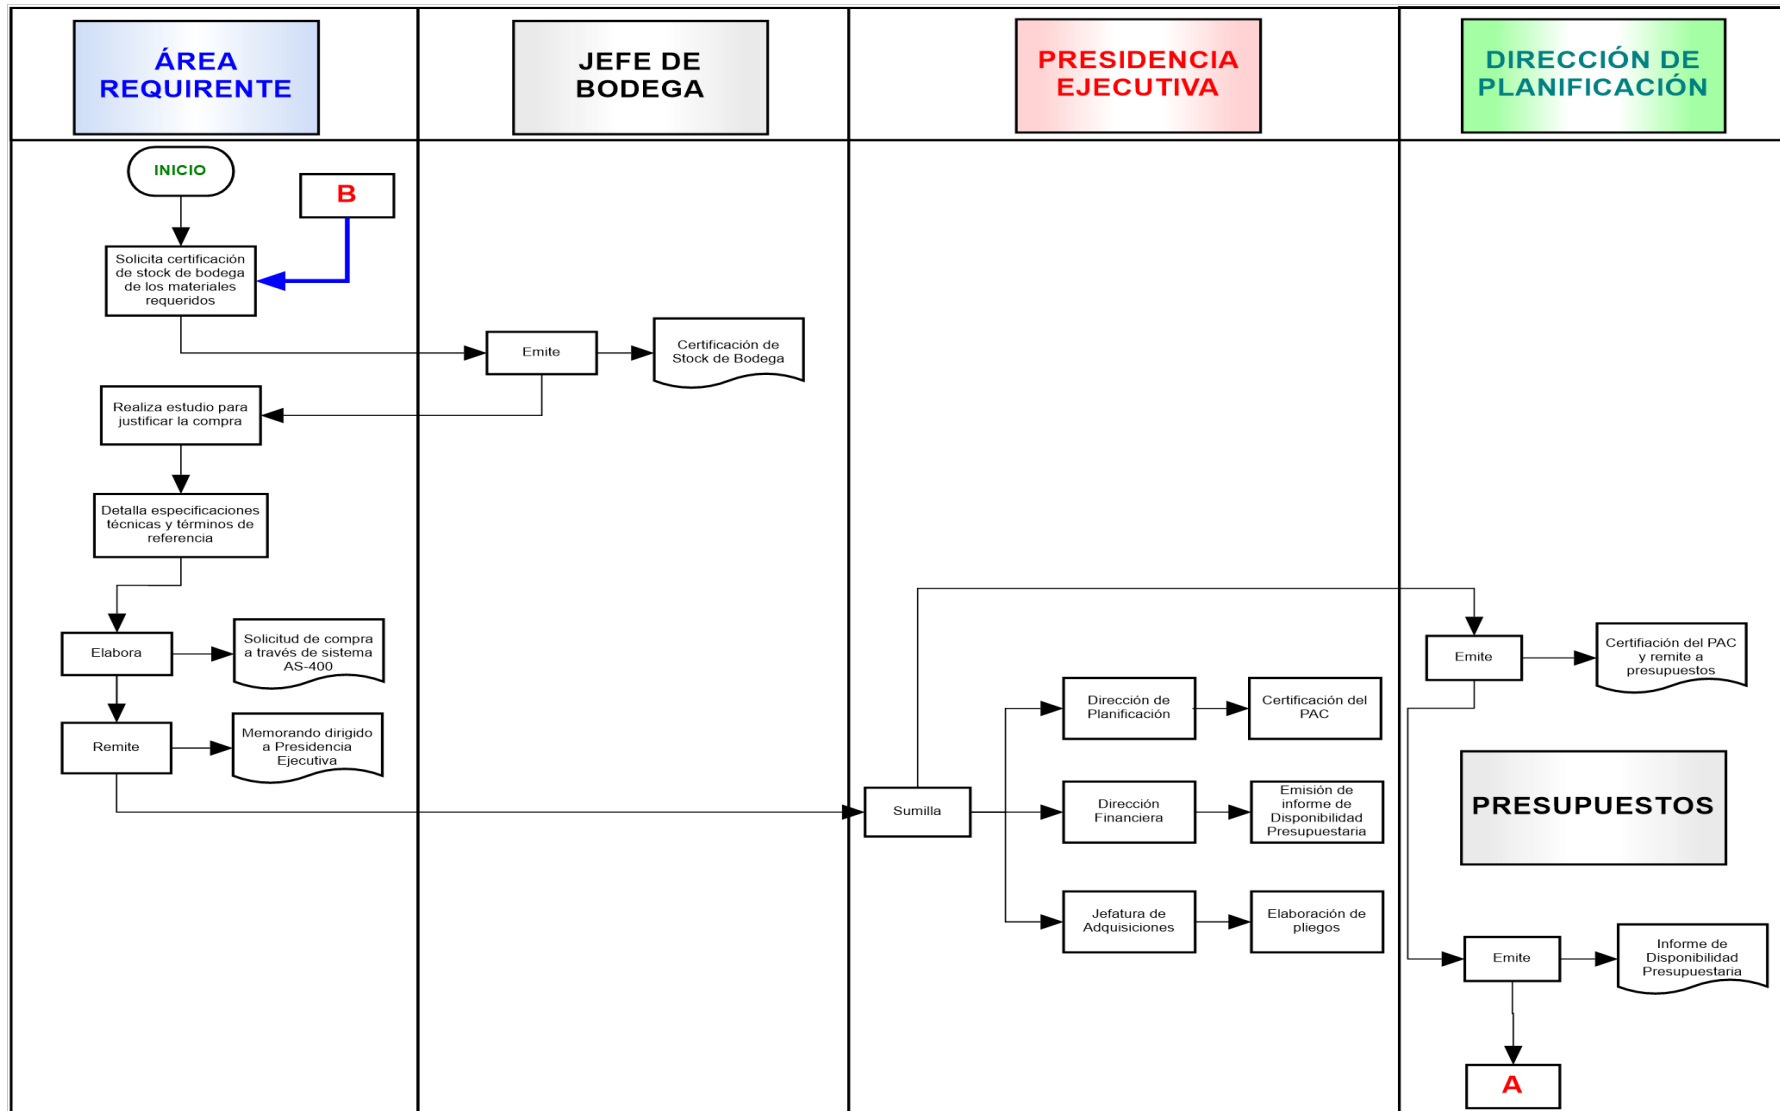 ÁREA
REQUIRENTE
JEFE DE
BODEGA
PRESIDENCIA
EJECUTIVA
DIRECCIÓN DE
PLANIFICACIÓN
INICIO
B
Solicita certificación
de stock de bodega
de los materiales
requeridos
Emite
Certificación de
Stock de Bodega
Realiza estudio para
justificar la compra
Detalla especificaciones
técnicas y términos de
referencia
Elabora
Solicitud de compra
a través de sistema
AS-400
Remite
Memorando dirigido
a Presidencia
Ejecutiva
Sumilla
Dirección de
Planificación
Certificación del
PAC
Dirección
Financiera
Emisión de
informe de
Disponibilidad
Presupuestaria
Jefatura de
Adquisiciones
Elaboración de
pliegos
Emite
Certifiación del PAC
y remite a
presupuestos
PRESUPUESTOS
Emite
Informe de
Disponibilidad
Presupuestaria
A